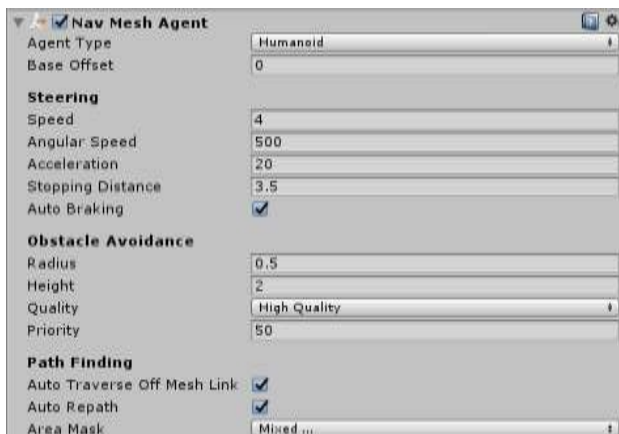 Nav Mesh Agent
Agent Type Humanoid
Base Offset 0
Steering
Speed 4
Angular Speed 500
Acceleration 20
Stopping Distance 3.5
Auto Braking
Obstacle Avoidance
Radius 0.5
Height 2
Quality High Quality
Priority 50
Path Finding
Auto Traverse Off Mesh Link
Auto Repath
Area Mask Mixed ...